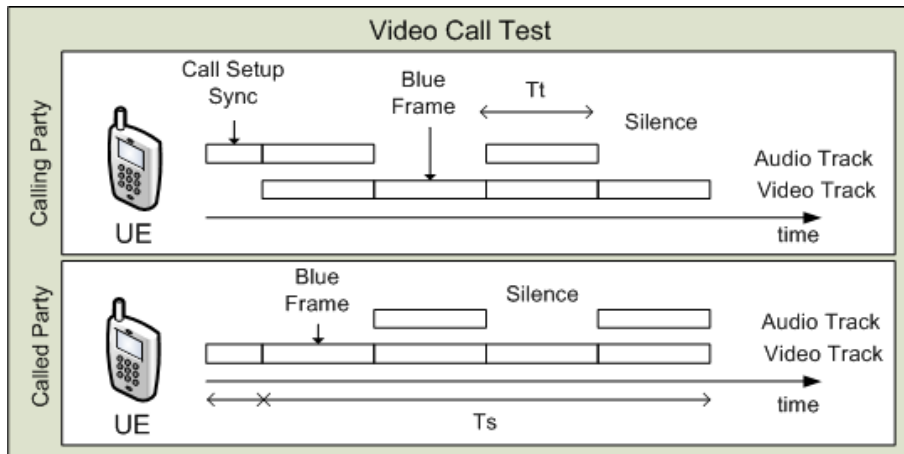 Video Call Test
Calling Party
Call Setup
Sync
Blue
Frame
Tt
Silence
Audio Track
Video Track
UE
time
Called Party
Blue
Frame
Silence
Audio Track
Video Track
UE
Ts
time